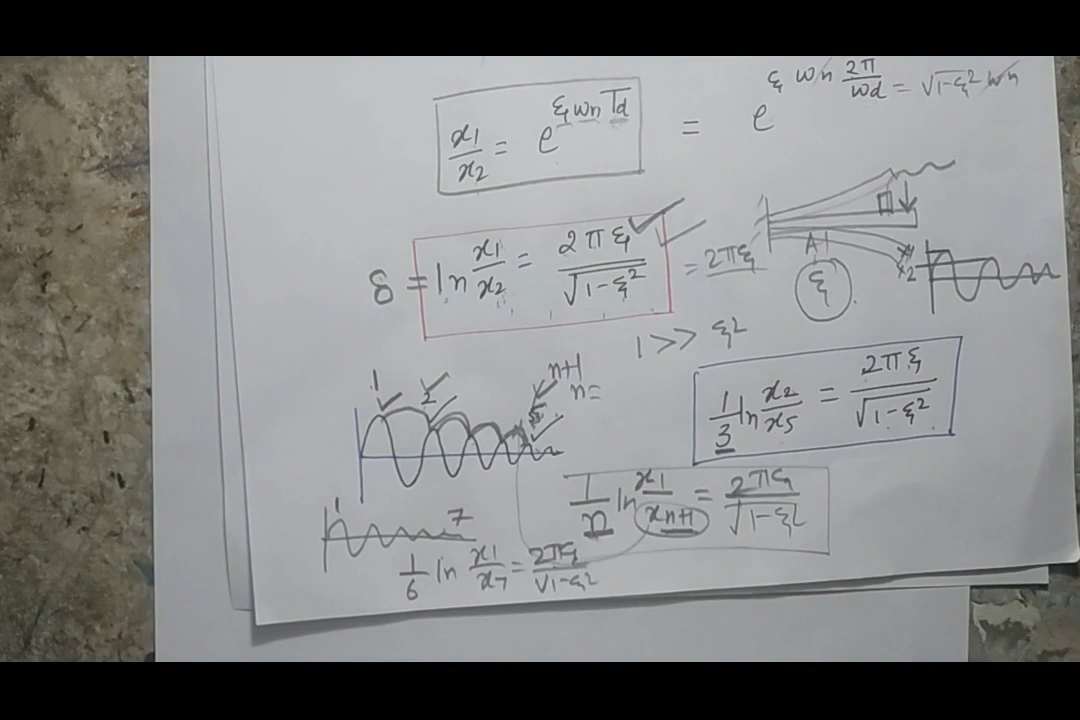 x1/x2 = e^ξ ωn Td = e^ξ ωn 2π/ωd = √1-ξ² ωn
δ = ln x1/x2 = 2πξ/√1-ξ² = 2πξ
A1
ξ
x2
1 >> ξ²
1 2 n+1
n=
5
1/3 ln x2/x5 = 2πξ/√1-ξ²
1/n ln x1/xn+1 = 2πξ/√1-ξ²
1 7
1/6 ln x1/x7 = 2πξ/√1-ξ²